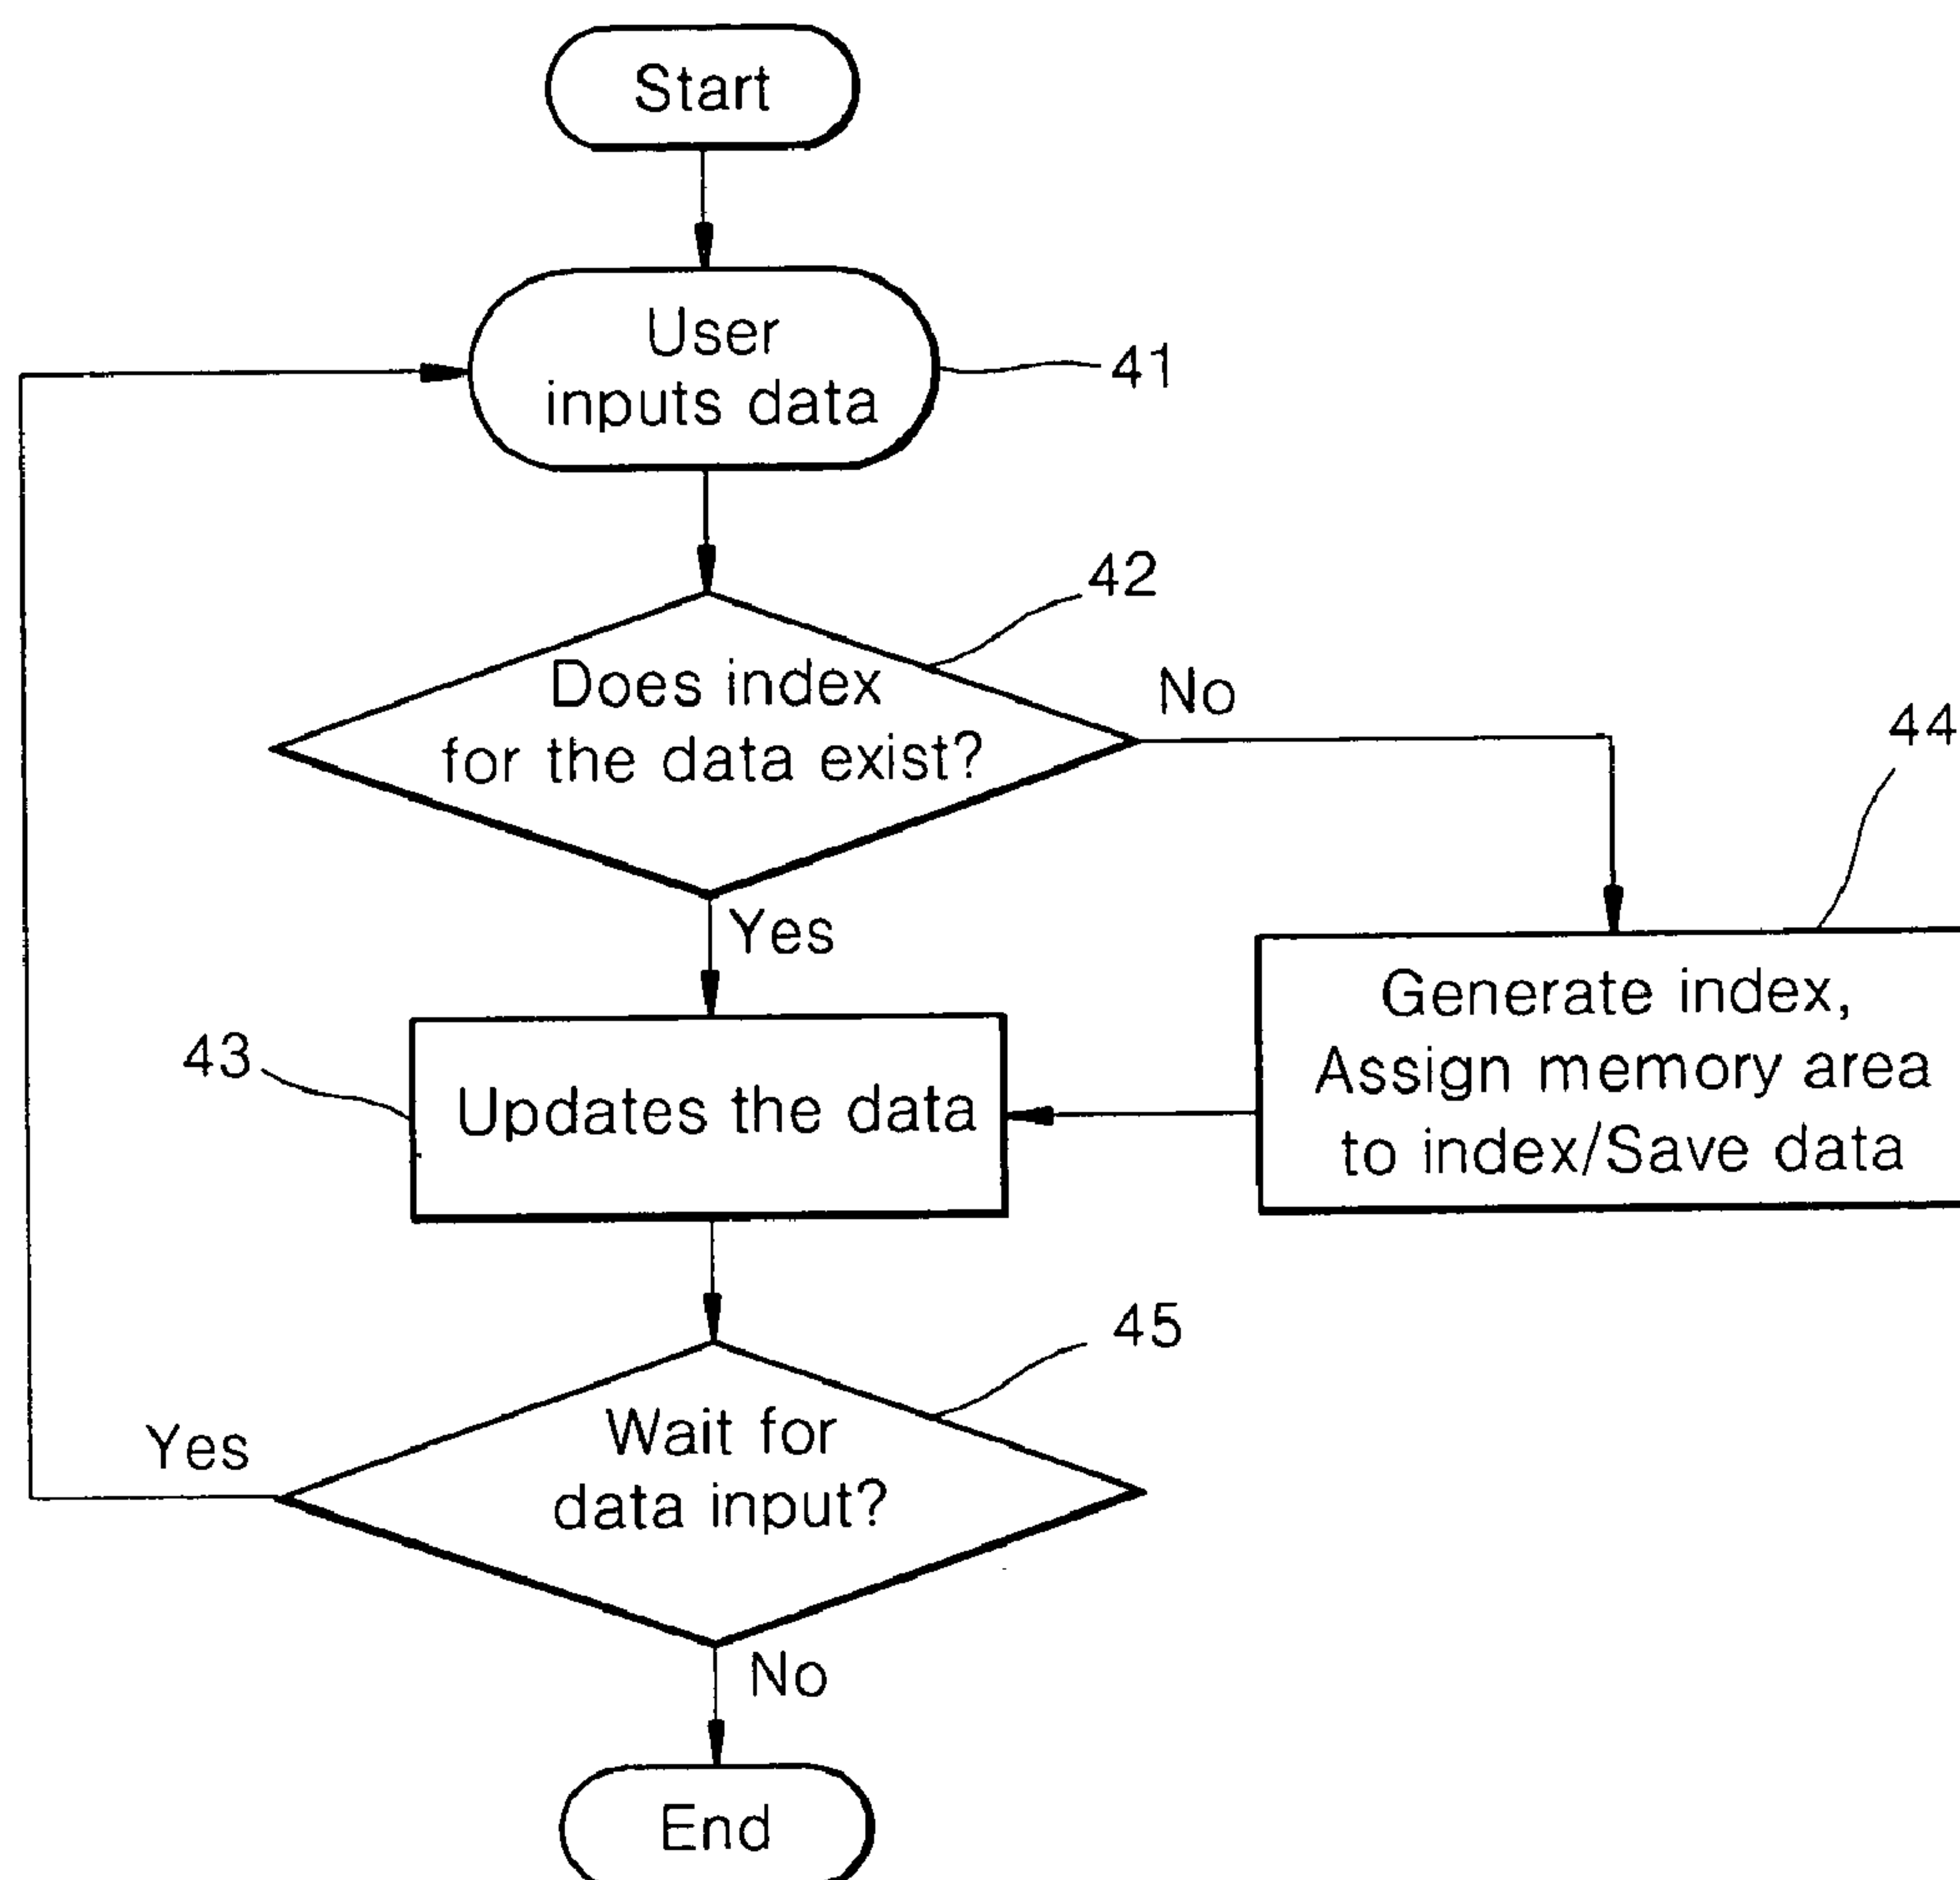 Start
User
inputs data
41
42
Does index
for the data exist?
No
44
Yes
Generate index,
Assign memory area
to index/Save data
43
Updates the data
45
Wait for
data input?
Yes
No
End